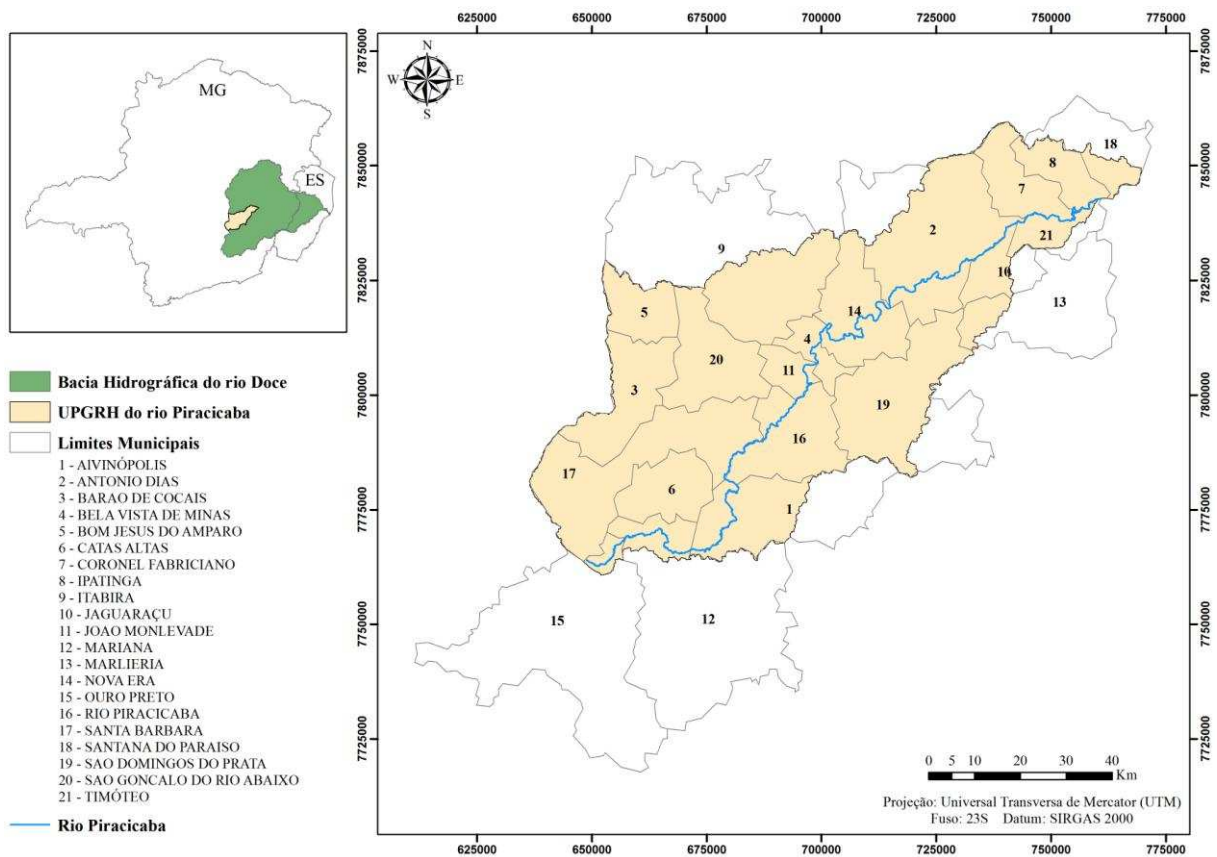 MG
ES
Bacia Hidrográfica do rio Doce
UPGRH do rio Piracicaba
Limites Municipais
1 - AIVINÓPOLIS
2 - ANTONIO DIAS
3 - BARAO DE COCAIS
4 - BELA VISTA DE MINAS
5 - BOM JESUS DO AMPARO
6 - CATAS ALTAS
7 - CORONEL FABRICIANO
8 - IPATINGA
9 - ITABIRA
10 - JAGUARAÇU
11 - JOAO MONLEVADE
12 - MARIANA
13 - MARLIERIA
14 - NOVA ERA
15 - OURO PRETO
16 - RIO PIRACICABA
17 - SANTA BARBARA
18 - SANTANA DO PARAISO
19 - SAO DOMINGOS DO PRATA
20 - SAO GONCALO DO RIO ABAIXO
21 - TIMÓTEO
Rio Piracicaba
625000 650000 675000 700000 725000 750000 775000
7875000
7850000
7825000
7800000
7775000
7750000
7725000
N
W E
S
18
8
7
2
21
9
10
13
5
14
4
20
11
3
19
16
17
6
1
15
12
7875000
7850000
7825000
7800000
7775000
7750000
7725000
0 5 10 20 30 40
Km
Projeção: Universal Transversa de Mercator (UTM)
Fuso: 23S Datum: SIRGAS 2000
625000 650000 675000 700000 725000 750000 775000